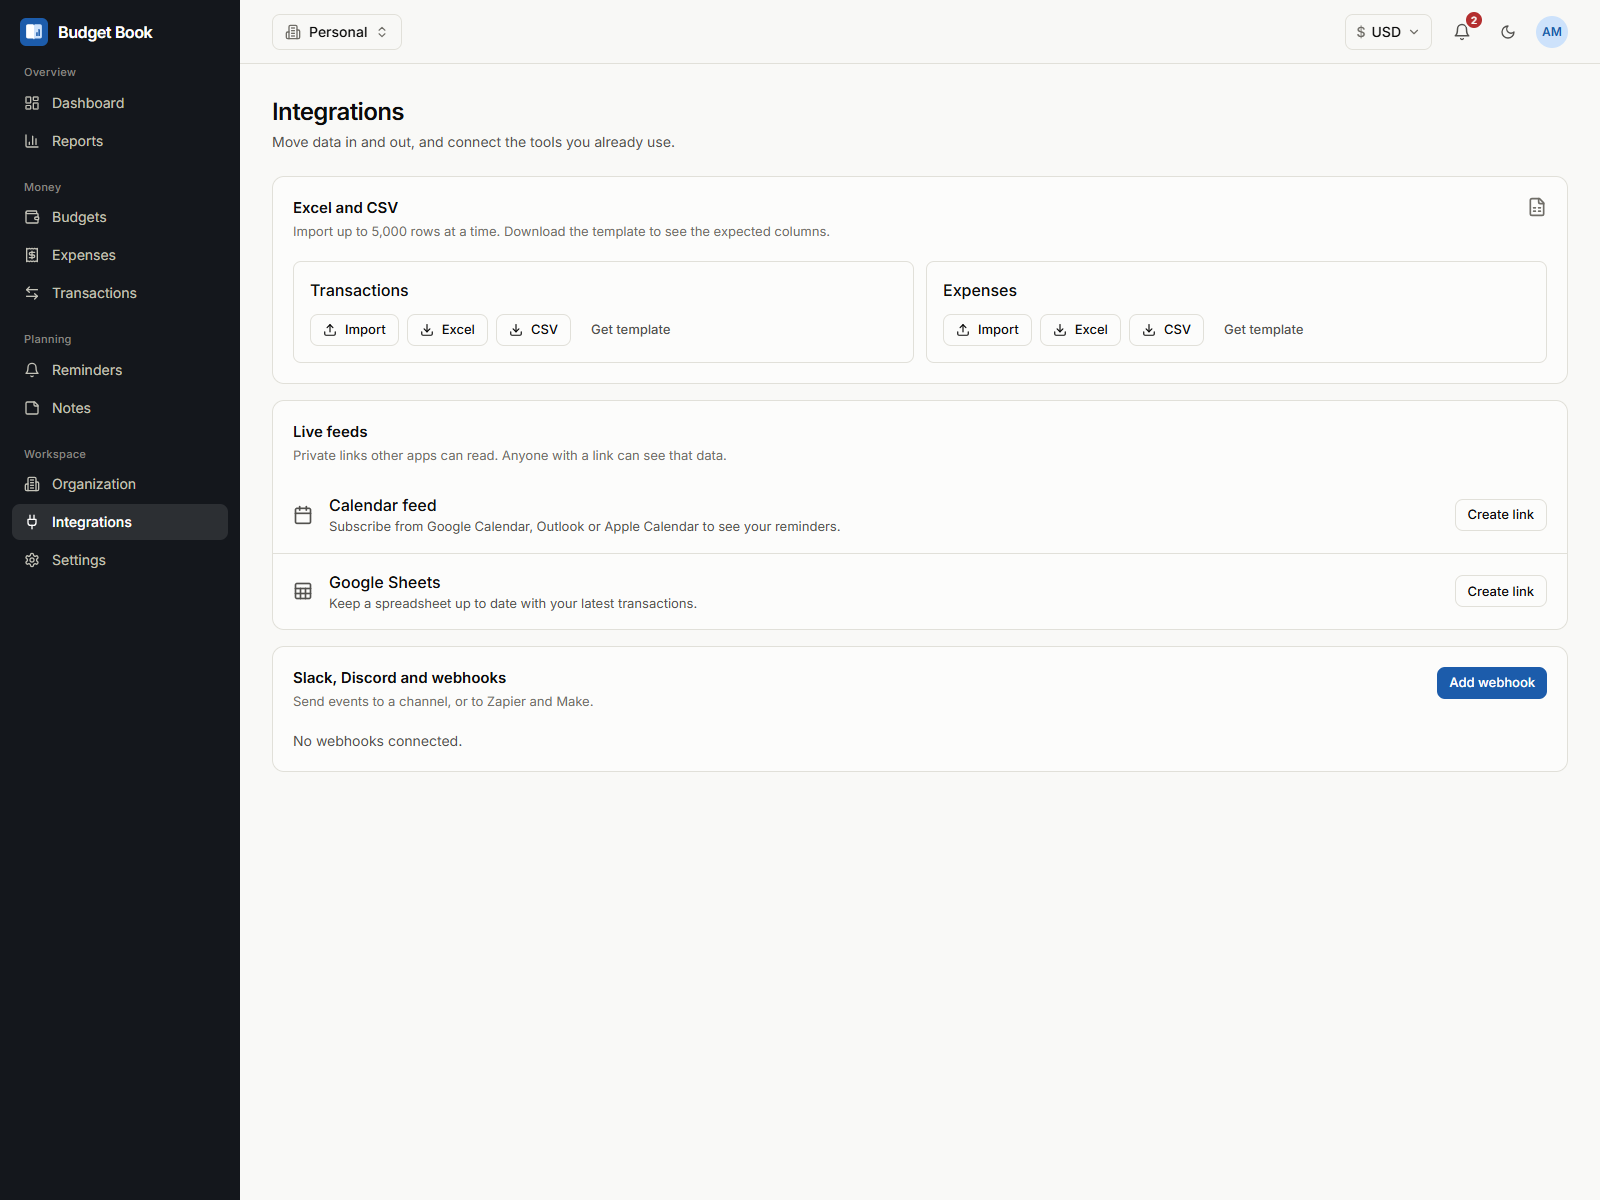 Budget Book
Overview
Dashboard
Reports
Money
Budgets
Expenses
Transactions
Planning
Reminders
Notes
Workspace
Organization
Integrations
Settings
Personal
$ USD
2
AM
Integrations
Move data in and out, and connect the tools you already use.
Excel and CSV
Import up to 5,000 rows at a time. Download the template to see the expected columns.
Transactions
Import Excel CSV Get template
Expenses
Import Excel CSV Get template
Live feeds
Private links other apps can read. Anyone with a link can see that data.
Calendar feed
Subscribe from Google Calendar, Outlook or Apple Calendar to see your reminders.
Create link
Google Sheets
Keep a spreadsheet up to date with your latest transactions.
Create link
Slack, Discord and webhooks
Send events to a channel, or to Zapier and Make.
Add webhook
No webhooks connected.